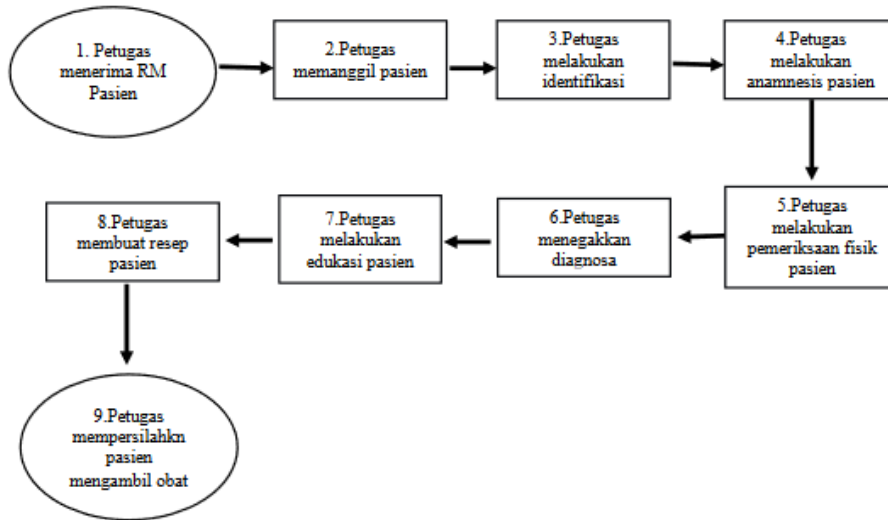 1. Petugas
menerima RM
Pasien
2.Petugas
memanggil pasien
3.Petugas
melakukan
identifikasi
4.Petugas
melakukan
anamnesis pasien
5.Petugas
melakukan
pemeriksaan fisik
pasien
6.Petugas
menegakkan
diagnosa
7.Petugas
melakukan
edukasi pasien
8.Petugas
membuat resep
pasien
9.Petugas
mempersilahkn
pasien
mengambil obat